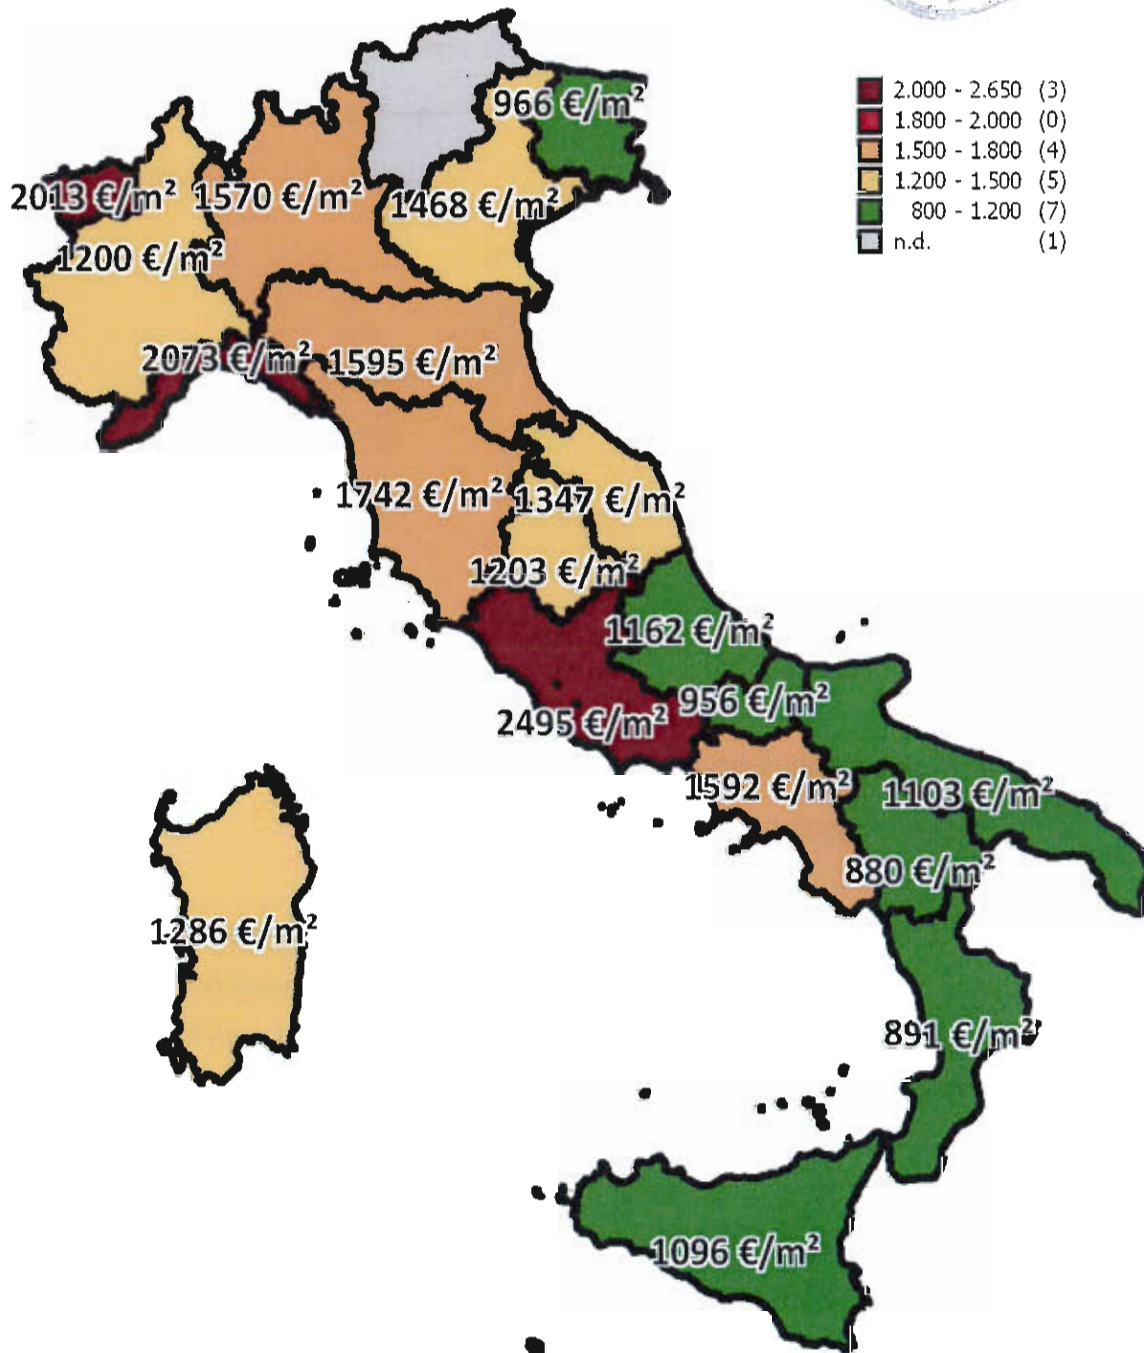 966 €/m²
2.000 - 2.650 (3)
1.800 - 2.000 (0)
1.500 - 1.800 (4)
1.200 - 1.500 (5)
800 - 1.200 (7)
n.d. (1)
2013 €/m²
1570 €/m²
1468 €/m²
1200 €/m²
2073 €/m²
1595 €/m²
1742 €/m²
1347 €/m²
1203 €/m²
1162 €/m²
956 €/m²
2495 €/m²
1592 €/m²
1103 €/m²
880 €/m²
1286 €/m²
891 €/m²
1096 €/m²